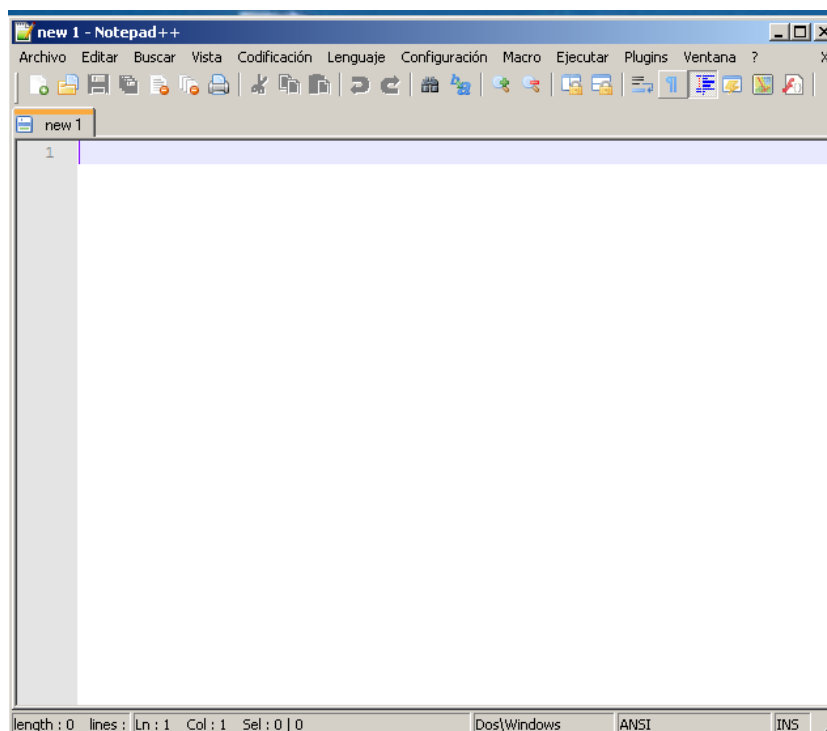 new 1 - Notepad++
Archivo Editar Buscar Vista Codificación Lenguaje Configuración Macro Ejecutar Plugins Ventana ? X
new 1
1
length : 0 lines : Ln : 1 Col : 1 Sel : 0 | 0 Dos\Windows ANSI INS